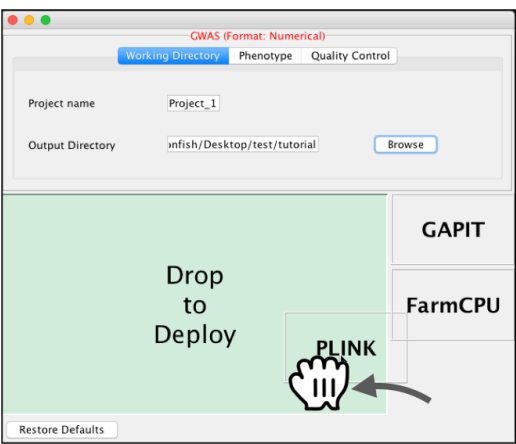 GWAS (Format: Numerical)
Working Directory Phenotype Quality Control
Project name Project_1
Output Directory onfish/Desktop/test/tutorial Browse
GAPIT
Drop
to
Deploy
FarmCPU
PLINK
Restore Defaults